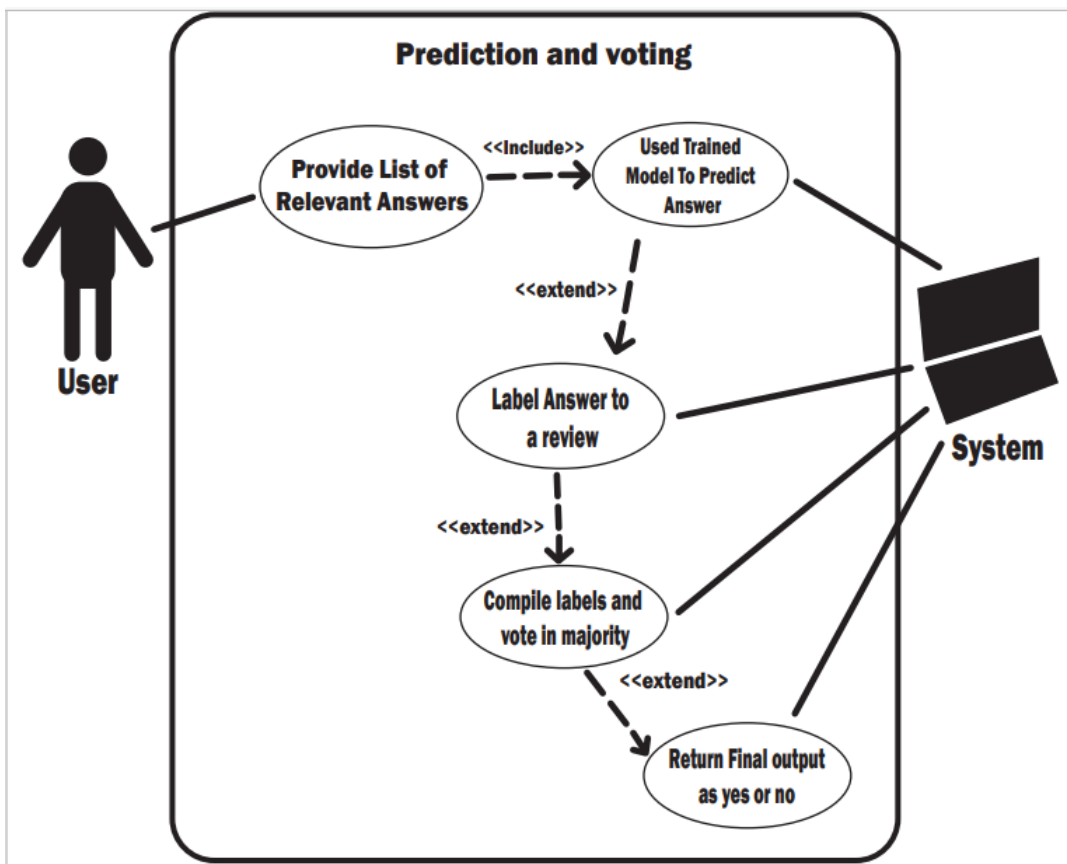 Prediction and voting
Provide List of
Relevant Answers
<<Include>>
Used Trained
Model To Predict
Answer
<<extend>>
User
Label Answer to
a review
System
<<extend>>
Compile labels and
vote in majority
<<extend>>
Return Final output
as yes or no